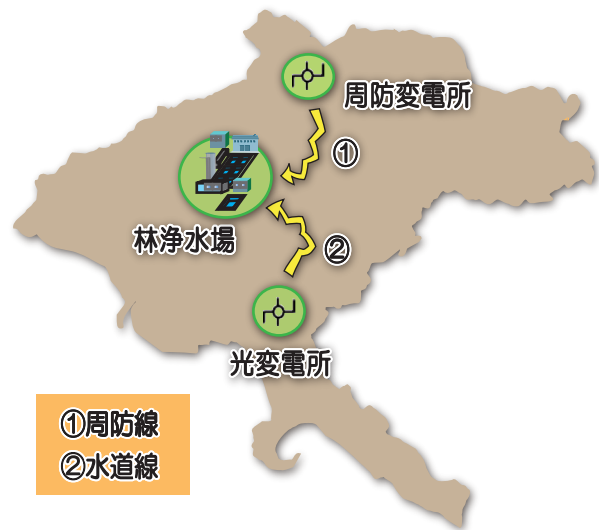 周防変電所
①
林浄水場
②
光変電所
①周防線
②水道線